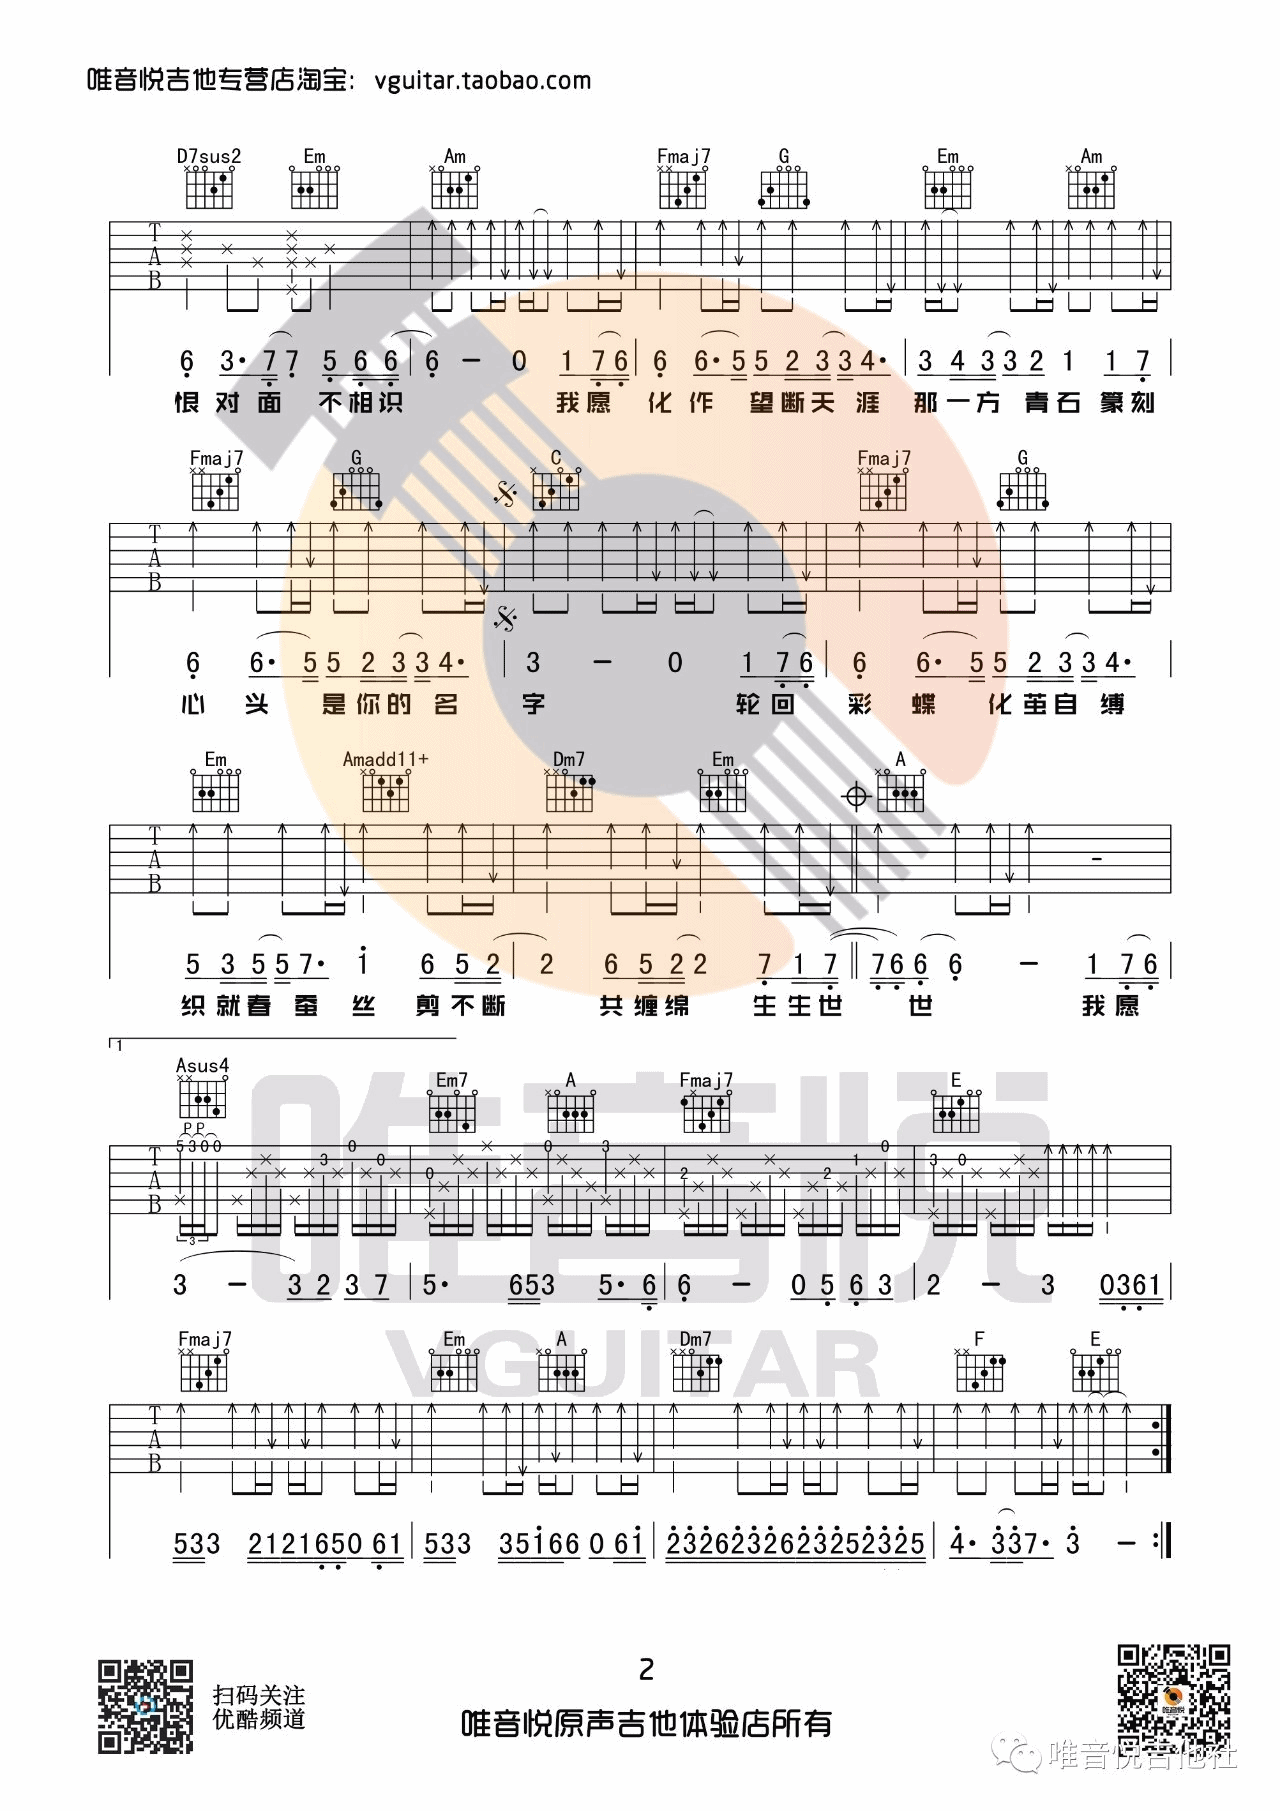 唯音悦吉他专营店淘宝: vguitar.taobao.com
D7sus2 Em Am Fmaj7 G Em Am
T A B
6 3· 7 7 5 6 6 | 6 - 0 1 7 6 | 6 6· 5 5 2 3 3 4· | 3 4 3 3 2 1 1 7
恨 对 面 不 相 识 我 愿 化 作 望 断 天 涯 那 一 方 青 石 篆 刻
Fmaj7 G C Fmaj7 G
T A B
6 6· 5 5 2 3 3 4· | 3 - 0 1 7 6 | 6 6· 5 5 2 3 3 4·
心 头 是 你 的 名 字 轮 回 彩 蝶 化 茧 自 缚
Em Amadd11+ Dm7 Em A
T A B
5 3 5 5 7· 1 6 5 2 | 2 6 5 2 2 7 1 7 || 7 6 6 6 - 1 7 6
织 就 春 蚕 丝 剪 不 断 共 缠 绵 生 生 世 世 我 愿
1
Asus4 Em7 A Fmaj7 E
P P
5 3 0 0 3 0 0 0 0 3 2 2 1 0 3 0
T A B
3
3 - 3 2 3 7 | 5· 6 5 3 5· 6 | 6 - 0 5 6 3 | 2 - 3 0 3 6 1
唯音悦
VGUITAR
Fmaj7 Em A Dm7 F E
T A B
5 3 3 2 1 2 1 6 5 0 6 1 | 5 3 3 3 5 1 6 6 0 6 1 | 2 3 2 6 2 3 2 6 2 3 2 5 2 3 2 5 | 4· 3 3 7· 3 - :|
2
扫码关注
优酷频道
唯音悦原声吉他体验店所有
唯音悦
唯音悦吉他社